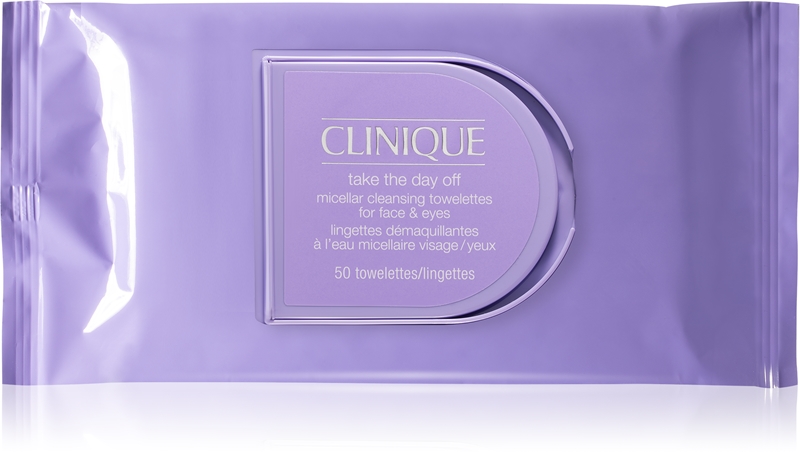 CLINIQUE
take the day off
micellar cleansing towelettes
for face & eyes
lingettes démaquillantes
à l'eau micellaire visage/yeux
50 towelettes/lingettes